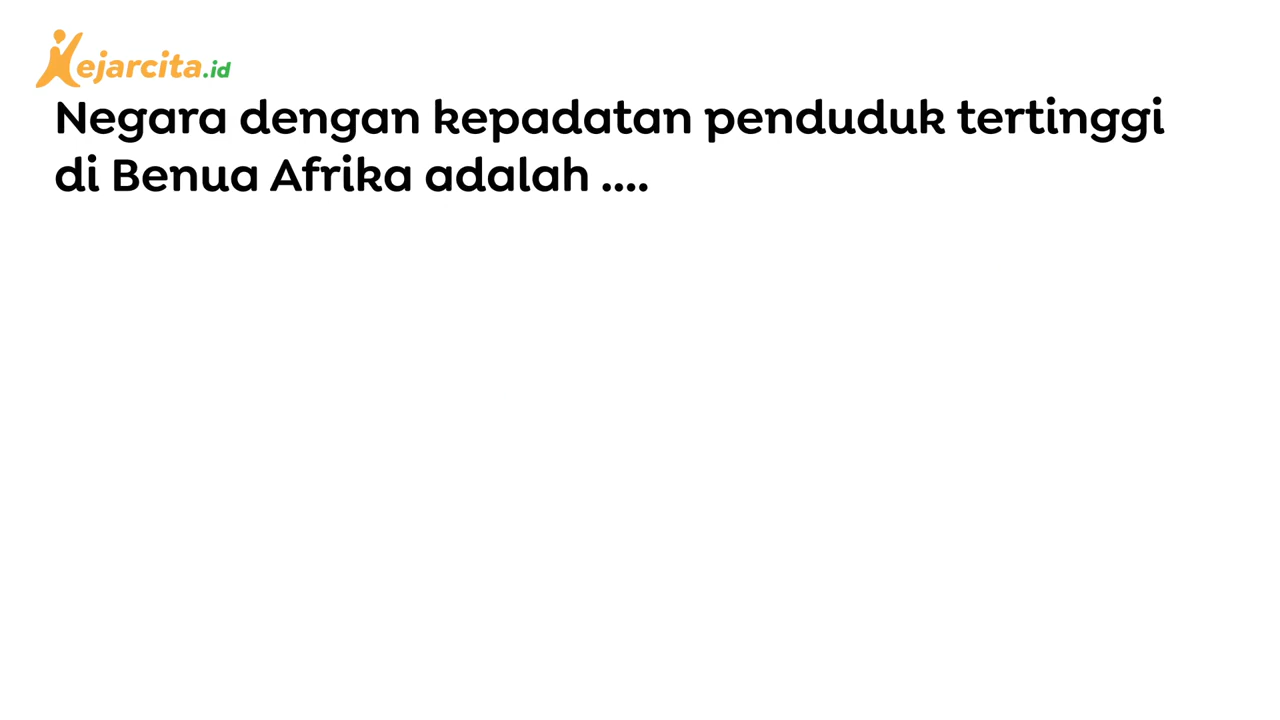 Kejarcita.id
Negara dengan kepadatan penduduk tertinggi
di Benua Afrika adalah ....